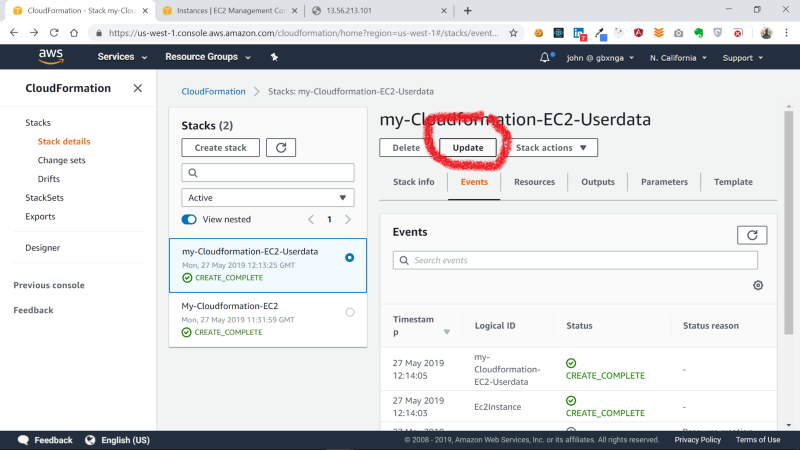 CloudFormation - Stack my-Cloud
Instances | EC2 Management Con
13.56.213.101
https://us-west-1.console.aws.amazon.com/cloudformation/home?region=us-west-1#/stacks/event...
aws
Services
Resource Groups
john @ gbxnga
N. California
Support
CloudFormation
Stacks
Stack details
Change sets
Drifts
StackSets
Exports
Designer
Previous console
Feedback
CloudFormation
Stacks: my-Cloudformation-EC2-Userdata
Stacks (2)
Create stack
Active
View nested
1
my-Cloudformation-EC2-Userdata
Mon, 27 May 2019 12:13:25 GMT
CREATE_COMPLETE
My-Cloudformation-EC2
Mon, 27 May 2019 11:31:59 GMT
CREATE_COMPLETE
my-Cloudformation-EC2-Userdata
Delete
Update
Stack actions
Stack info
Events
Resources
Outputs
Parameters
Template
Events
Search events
Timestam
p
Logical ID
Status
Status reason
27 May 2019
12:14:05
my-
Cloudformation-
EC2-Userdata
CREATE_COMPLETE
-
27 May 2019
12:14:03
Ec2Instance
CREATE_COMPLETE
-
Feedback
English (US)
© 2008 - 2019, Amazon Web Services, Inc. or its affiliates. All rights reserved.
Privacy Policy
Terms of Use